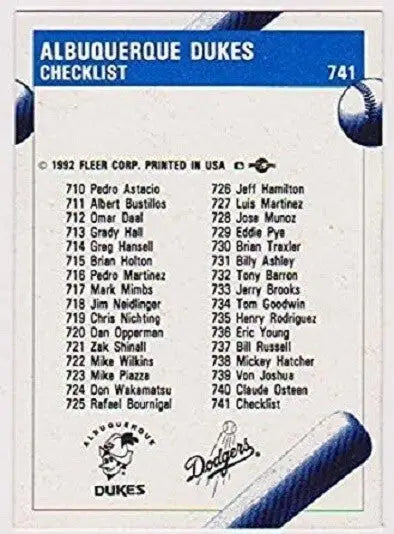 ALBUQUERQUE DUKES
CHECKLIST 741
© 1992 FLEER CORP. PRINTED IN USA
710 Pedro Astacio
711 Albert Bustillos
712 Omar Daal
713 Grady Hall
714 Greg Hansell
715 Brian Holton
716 Pedro Martinez
717 Mark Mimbs
718 Jim Neidlinger
719 Chris Nichting
720 Dan Opperman
721 Zak Shinall
722 Mike Wilkins
723 Mike Piazza
724 Don Wakamatsu
725 Rafael Bournigal
726 Jeff Hamilton
727 Luis Martinez
728 Jose Munoz
729 Eddie Pye
730 Brian Traxler
731 Billy Ashley
732 Tony Barron
733 Jerry Brooks
734 Tom Goodwin
735 Henry Rodriguez
736 Eric Young
737 Bill Russell
738 Mickey Hatcher
739 Von Joshua
740 Claude Osteen
741 Checklist
ALBUQUERQUE
DUKES
Dodgers